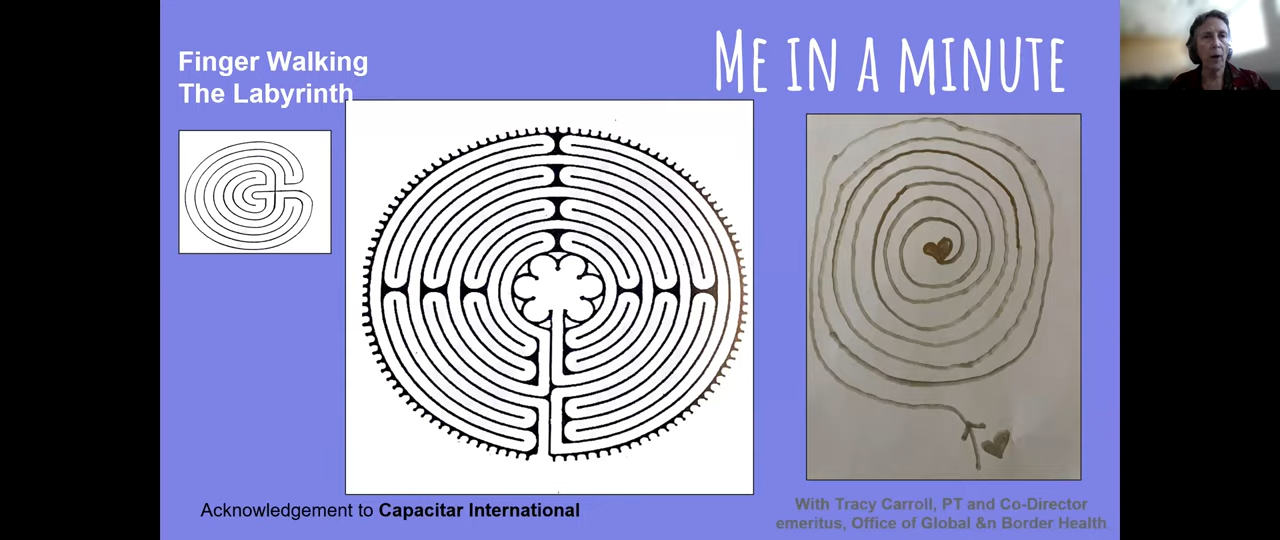 Finger Walking
The Labyrinth
ME IN A MINUTE
Acknowledgement to Capacitar International
With Tracy Carroll, PT and Co-Director
emeritus, Office of Global &n Border Health